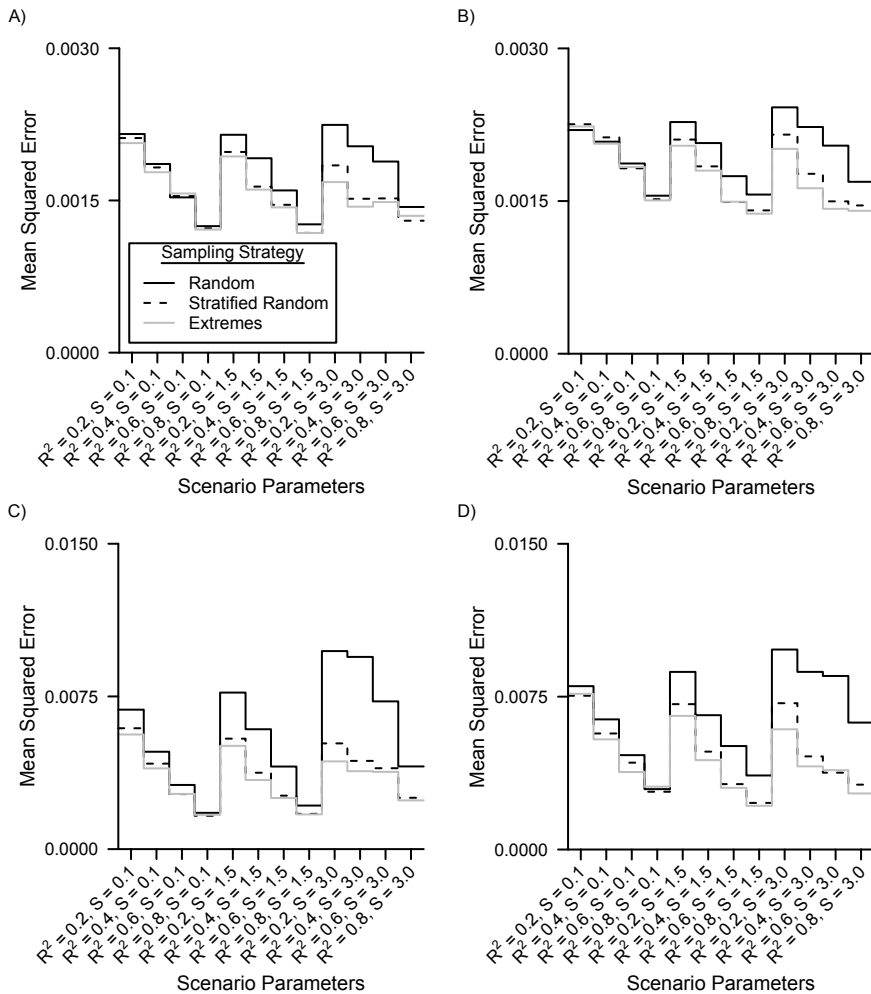 A)
Mean Squared Error
0.0030
0.0015
0.0000
Sampling Strategy
Random
Stratified Random
Extremes
R² = 0.2, S = 0.1
R² = 0.4, S = 0.1
R² = 0.6, S = 0.1
R² = 0.8, S = 0.1
R² = 0.2, S = 1.5
R² = 0.4, S = 1.5
R² = 0.6, S = 1.5
R² = 0.8, S = 1.5
R² = 0.2, S = 3.0
R² = 0.4, S = 3.0
R² = 0.6, S = 3.0
R² = 0.8, S = 3.0
Scenario Parameters
B)
Mean Squared Error
0.0030
0.0015
0.0000
R² = 0.2, S = 0.1
R² = 0.4, S = 0.1
R² = 0.6, S = 0.1
R² = 0.8, S = 0.1
R² = 0.2, S = 1.5
R² = 0.4, S = 1.5
R² = 0.6, S = 1.5
R² = 0.8, S = 1.5
R² = 0.2, S = 3.0
R² = 0.4, S = 3.0
R² = 0.6, S = 3.0
R² = 0.8, S = 3.0
Scenario Parameters
C)
Mean Squared Error
0.0150
0.0075
0.0000
R² = 0.2, S = 0.1
R² = 0.4, S = 0.1
R² = 0.6, S = 0.1
R² = 0.8, S = 0.1
R² = 0.2, S = 1.5
R² = 0.4, S = 1.5
R² = 0.6, S = 1.5
R² = 0.8, S = 1.5
R² = 0.2, S = 3.0
R² = 0.4, S = 3.0
R² = 0.6, S = 3.0
R² = 0.8, S = 3.0
Scenario Parameters
D)
Mean Squared Error
0.0150
0.0075
0.0000
R² = 0.2, S = 0.1
R² = 0.4, S = 0.1
R² = 0.6, S = 0.1
R² = 0.8, S = 0.1
R² = 0.2, S = 1.5
R² = 0.4, S = 1.5
R² = 0.6, S = 1.5
R² = 0.8, S = 1.5
R² = 0.2, S = 3.0
R² = 0.4, S = 3.0
R² = 0.6, S = 3.0
R² = 0.8, S = 3.0
Scenario Parameters